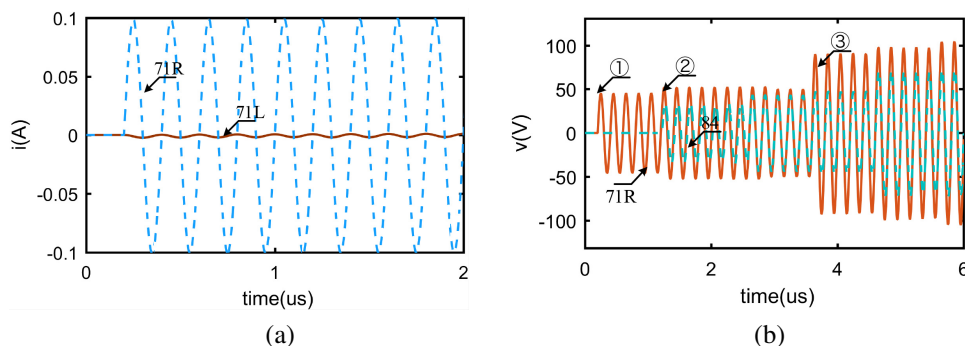 (a)
0.1
0.05
0
-0.05
-0.1
i(A)
71R
71L
0
1
2
time(us)
(a)
(b)
100
50
0
-50
-100
v(V)
①
②
③
84
71R
0
2
4
6
time(us)
(b)